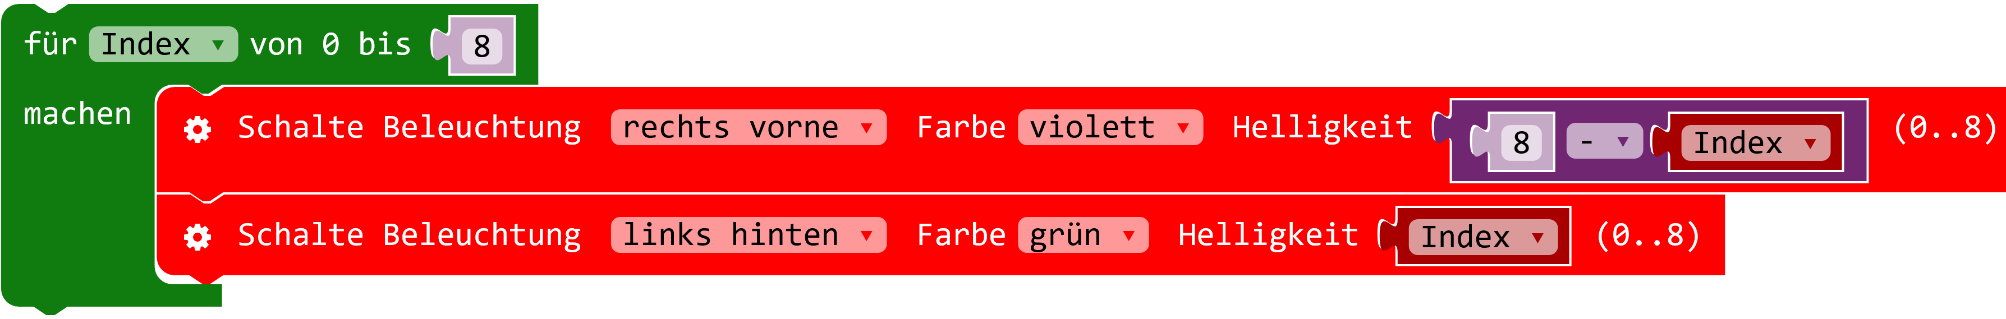 für Index von 0 bis 8
machen
Schalte Beleuchtung rechts vorne Farbe violett Helligkeit 8 - Index (0..8)
Schalte Beleuchtung links hinten Farbe grün Helligkeit Index (0..8)